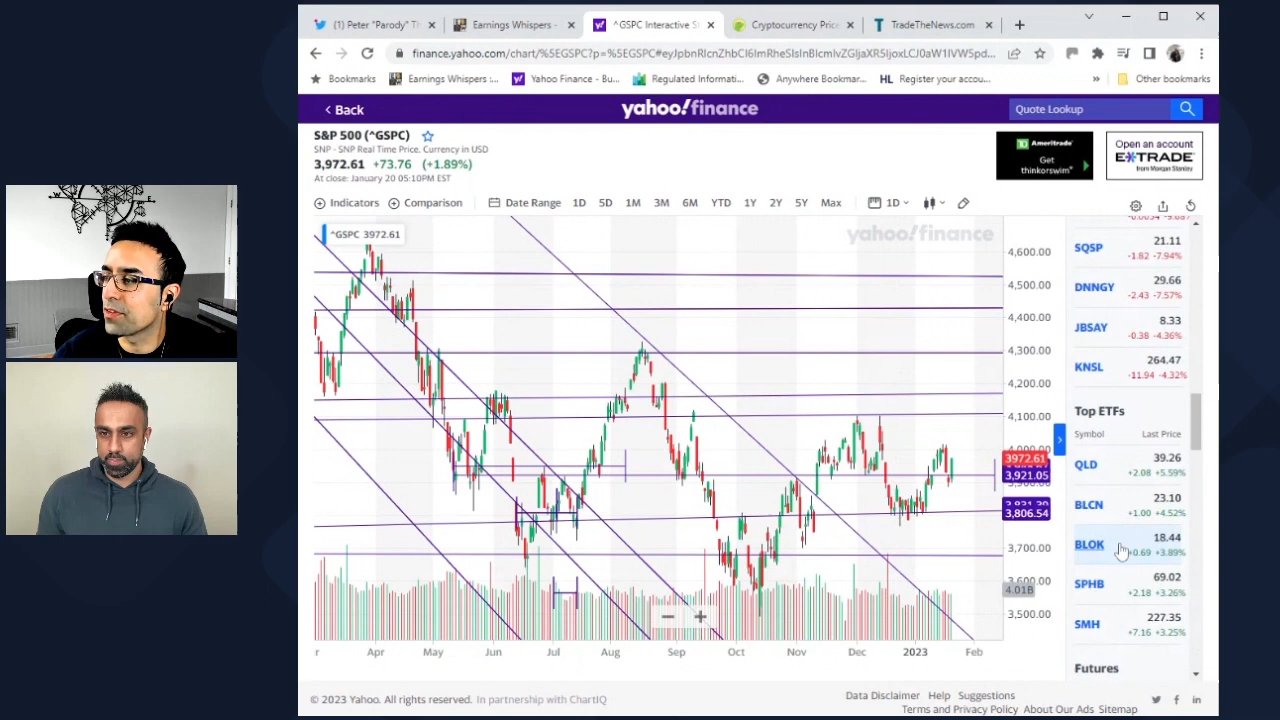 (1) Peter "Parody" T
Earnings Whispers -
^GSPC Interactive S
Cryptocurrency Price
TradeTheNews.com
finance.yahoo.com/chart/%5EGSPC?p=%5EGSPC#
Bookmarks
Earnings Whispers :...
Yahoo Finance - Bu...
Regulated Informati...
Anywhere Bookmar...
HL Register your accou...
»
Other bookmarks
Back
yahoo!finance
Quote Lookup
S&P 500 (^GSPC)
SNP - SNP Real Time Price. Currency in USD
3,972.61 +73.76 (+1.89%)
At close: January 20 05:10PM EST
Ameritrade
Get
thinkorswim
Open an account
E*TRADE
from Morgan Stanley
Indicators
Comparison
Date Range
1D
5D
1M
3M
6M
YTD
1Y
2Y
5Y
Max
1D
^GSPC 3972.61
yahoo!finance
4,600.00
4,500.00
4,400.00
4,300.00
4,200.00
4,100.00
3972.61
3,921.05
3,806.54
3,700.00
3,600.00
4.01B
3,500.00
Apr
May
Jun
Jul
Aug
Sep
Oct
Nov
Dec
2023
Feb
SQSP 21.11
-1.82 -7.94%
DNNGY 29.66
-2.43 -7.57%
JBSAY 8.33
-0.38 -4.36%
KNSL 264.47
-11.94 -4.32%
Top ETFs
Symbol Last Price
QLD 39.26
+2.08 +5.59%
BLCN 23.10
+1.00 +4.52%
BLOK 18.44
+0.69 +3.89%
SPHB 69.02
+2.18 +3.26%
SMH 227.35
+7.16 +3.25%
Futures
© 2023 Yahoo. All rights reserved. In partnership with ChartIQ
Data Disclaimer Help Suggestions
Terms and Privacy Policy About Our Ads Sitemap